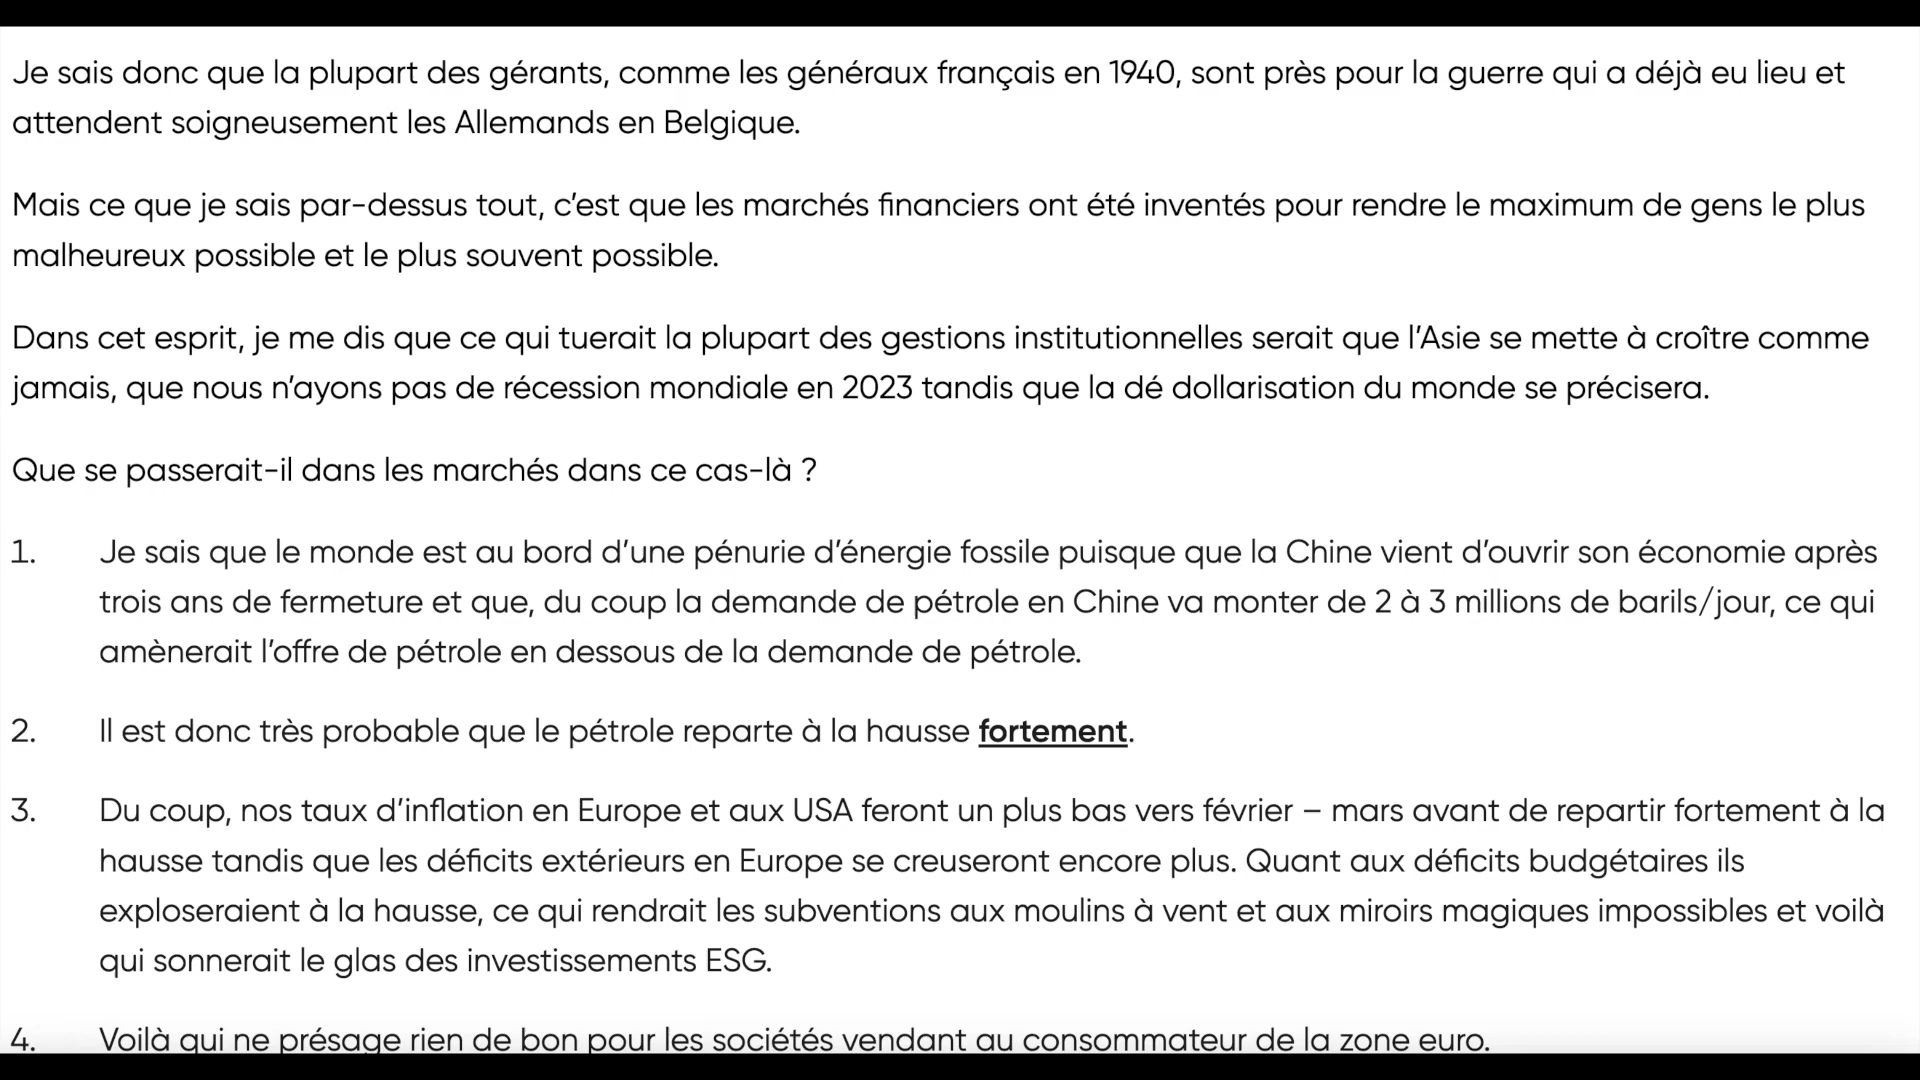 Je sais donc que la plupart des gérants, comme les généraux français en 1940, sont près pour la guerre qui a déjà eu lieu et
attendent soigneusement les Allemands en Belgique.
Mais ce que je sais par-dessus tout, c’est que les marchés financiers ont été inventés pour rendre le maximum de gens le plus
malheureux possible et le plus souvent possible.
Dans cet esprit, je me dis que ce qui tuerait la plupart des gestions institutionnelles serait que l’Asie se mette à croître comme
jamais, que nous n’ayons pas de récession mondiale en 2023 tandis que la dé dollarisation du monde se précisera.
Que se passerait-il dans les marchés dans ce cas-là ?
1. Je sais que le monde est au bord d’une pénurie d’énergie fossile puisque que la Chine vient d’ouvrir son économie après
trois ans de fermeture et que, du coup la demande de pétrole en Chine va monter de 2 à 3 millions de barils/jour, ce qui
amènerait l’offre de pétrole en dessous de la demande de pétrole.
2. Il est donc très probable que le pétrole reparte à la hausse fortement.
3. Du coup, nos taux d’inflation en Europe et aux USA feront un plus bas vers février – mars avant de repartir fortement à la
hausse tandis que les déficits extérieurs en Europe se creuseront encore plus. Quant aux déficits budgétaires ils
exploseraient à la hausse, ce qui rendrait les subventions aux moulins à vent et aux miroirs magiques impossibles et voilà
qui sonnerait le glas des investissements ESG.
4. Voilà qui ne présage rien de bon pour les sociétés vendant au consommateur de la zone euro.